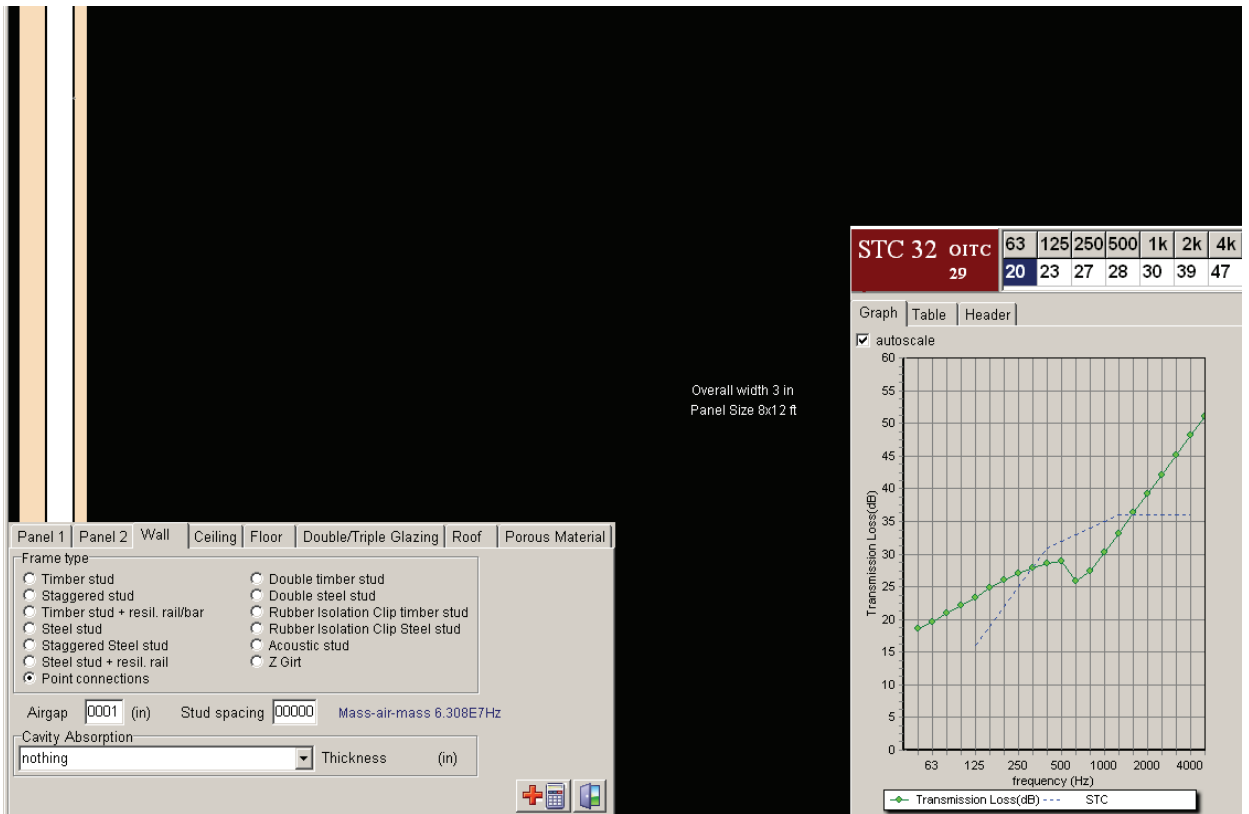 Overall width 3 in
Panel Size 8x12 ft
Panel 1 Panel 2 Wall Ceiling Floor Double/Triple Glazing Roof Porous Material
Frame type
Timber stud
Staggered stud
Timber stud + resil. rail/bar
Steel stud
Staggered Steel stud
Steel stud + resil. rail
Point connections
Double timber stud
Double steel stud
Rubber Isolation Clip timber stud
Rubber Isolation Clip Steel stud
Acoustic stud
Z Girt
Airgap 0001 (in) Stud spacing 00000 Mass-air-mass 6.308E7Hz
Cavity Absorption
nothing Thickness (in)
STC 32 OITC 29
63 125 250 500 1k 2k 4k
20 23 27 28 30 39 47
Graph Table Header
autoscale
60
55
50
45
40
35
30
25
20
15
10
5
0
Transmission Loss(dB)
63 125 250 500 1000 2000 4000
frequency (Hz)
Transmission Loss(dB) STC